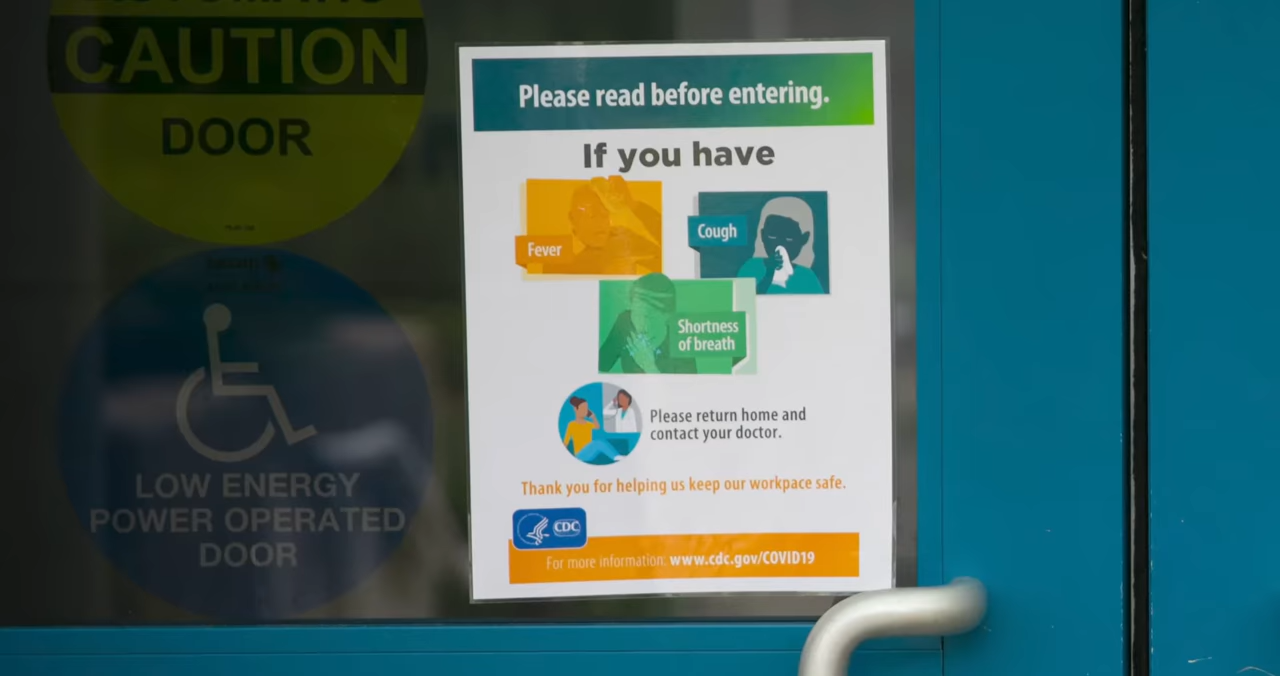 AUTOMATIC
CAUTION
DOOR
LOW ENERGY
POWER OPERATED
DOOR
Please read before entering.
If you have
Fever
Cough
Shortness
of breath
Please return home and
contact your doctor.
Thank you for helping us keep our workpace safe.
CDC
For more information: www.cdc.gov/COVID19